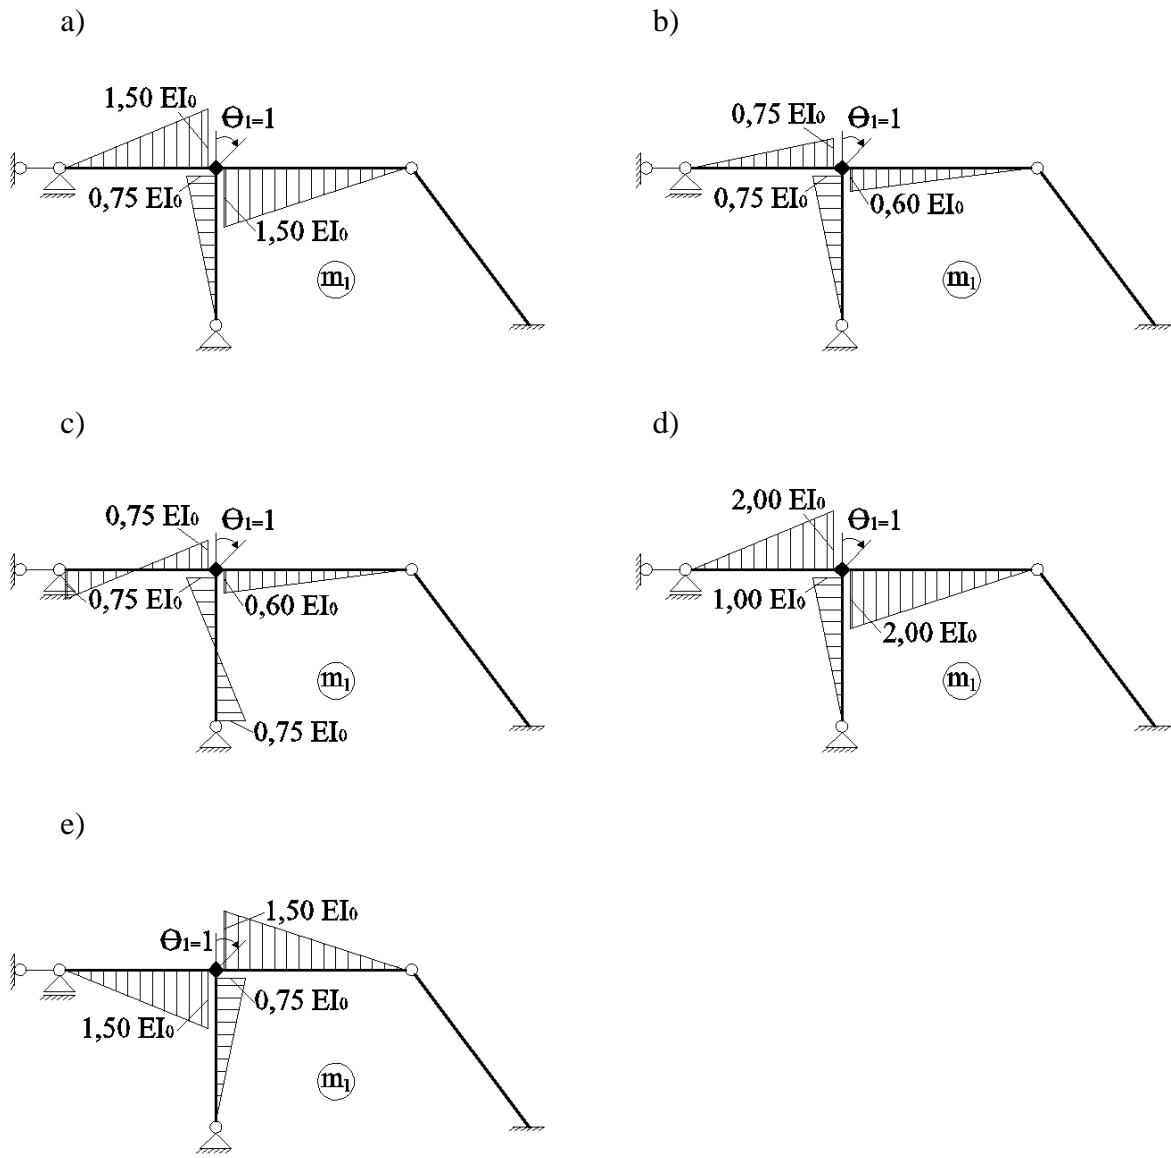 a)
b)
1,50 EI₀
ϴ₁=1
0,75 EI₀
1,50 EI₀
m₁
0,75 EI₀
ϴ₁=1
0,75 EI₀
0,60 EI₀
m₁
c)
d)
0,75 EI₀
ϴ₁=1
0,75 EI₀
0,60 EI₀
m₁
0,75 EI₀
2,00 EI₀
ϴ₁=1
1,00 EI₀
2,00 EI₀
m₁
e)
1,50 EI₀
ϴ₁=1
0,75 EI₀
1,50 EI₀
m₁